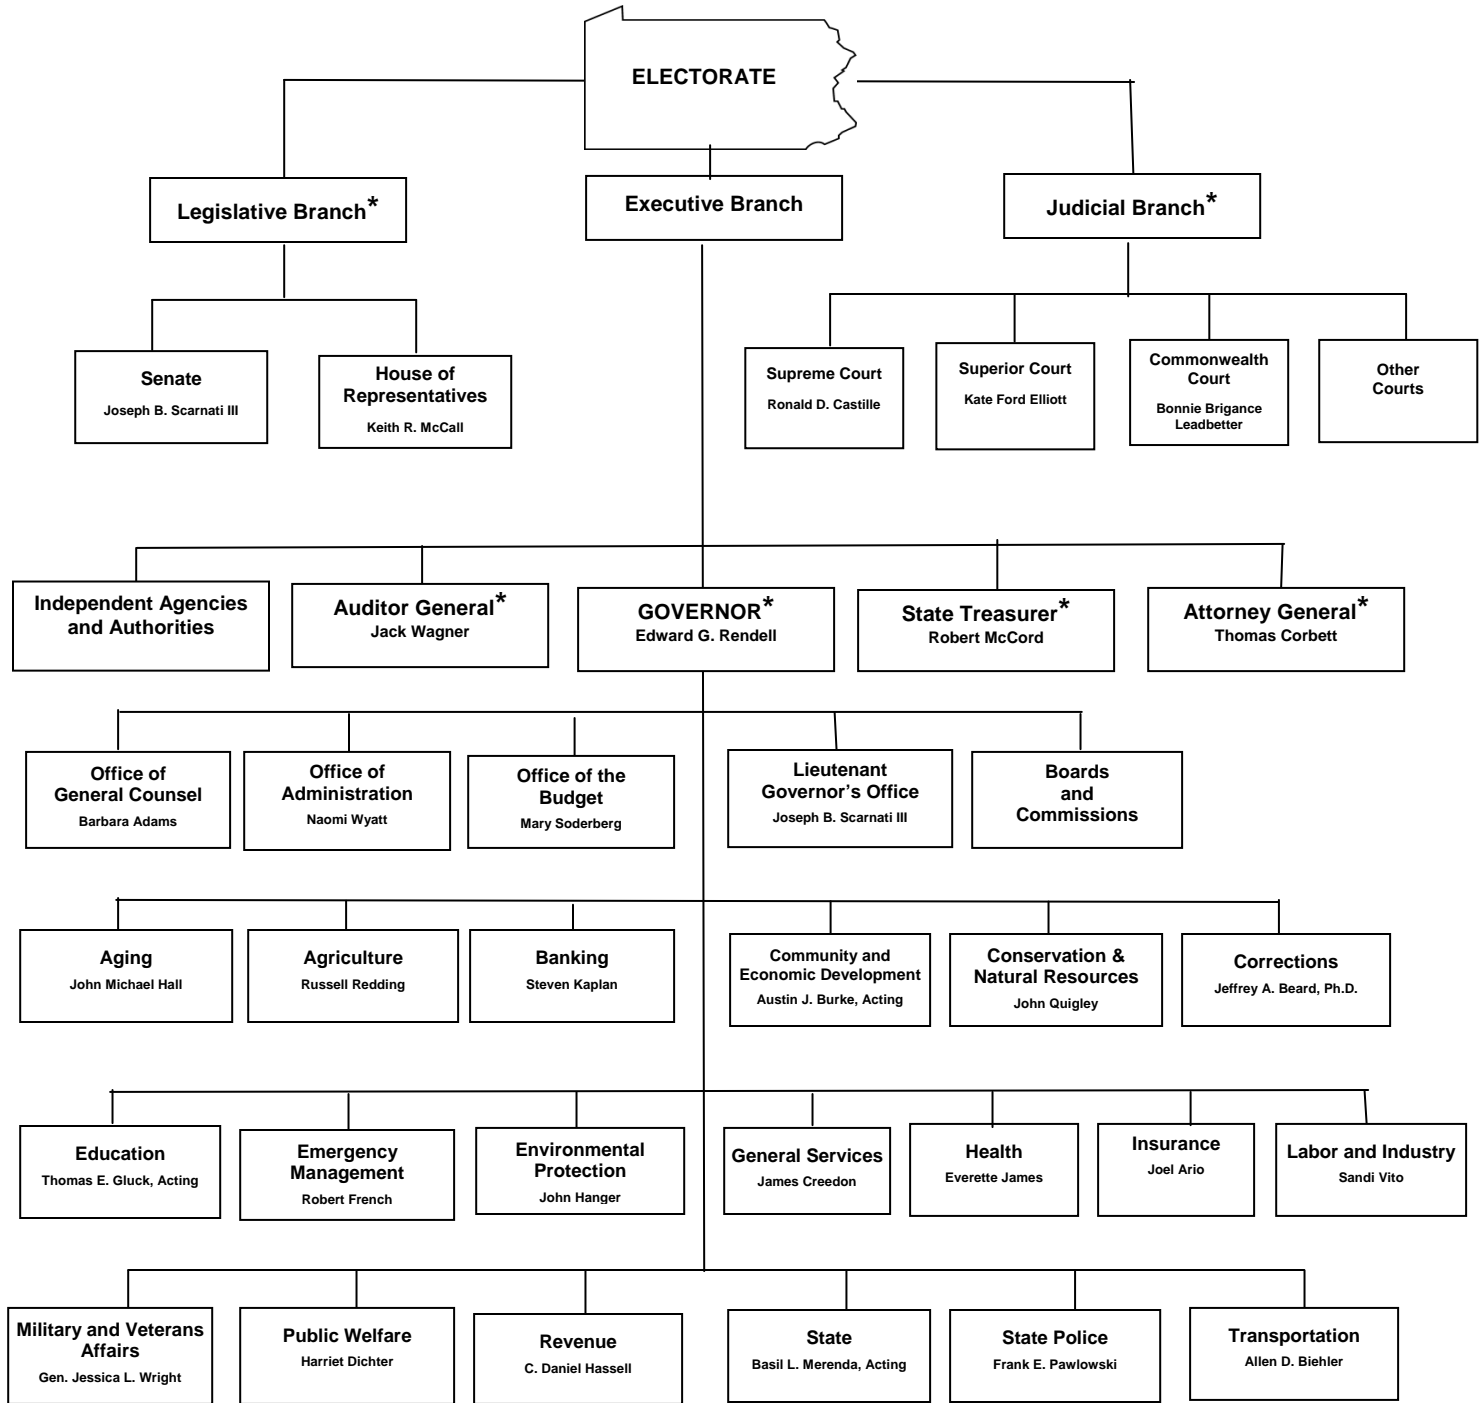 ELECTORATE
Legislative Branch*
Executive Branch
Judicial Branch*
Senate
Joseph B. Scarnati III
House of
Representatives
Keith R. McCall
Supreme Court
Ronald D. Castille
Superior Court
Kate Ford Elliott
Commonwealth
Court
Bonnie Brigance
Leadbetter
Other
Courts
Independent Agencies
and Authorities
Auditor General*
Jack Wagner
GOVERNOR*
Edward G. Rendell
State Treasurer*
Robert McCord
Attorney General*
Thomas Corbett
Office of
General Counsel
Barbara Adams
Office of
Administration
Naomi Wyatt
Office of the
Budget
Mary Soderberg
Lieutenant
Governor's Office
Joseph B. Scarnati III
Boards
and
Commissions
Aging
John Michael Hall
Agriculture
Russell Redding
Banking
Steven Kaplan
Community and
Economic Development
Austin J. Burke, Acting
Conservation &
Natural Resources
John Quigley
Corrections
Jeffrey A. Beard, Ph.D.
Education
Thomas E. Gluck, Acting
Emergency
Management
Robert French
Environmental
Protection
John Hanger
General Services
James Creedon
Health
Everette James
Insurance
Joel Ario
Labor and Industry
Sandi Vito
Military and Veterans
Affairs
Gen. Jessica L. Wright
Public Welfare
Harriet Dichter
Revenue
C. Daniel Hassell
State
Basil L. Merenda, Acting
State Police
Frank E. Pawlowski
Transportation
Allen D. Biehler